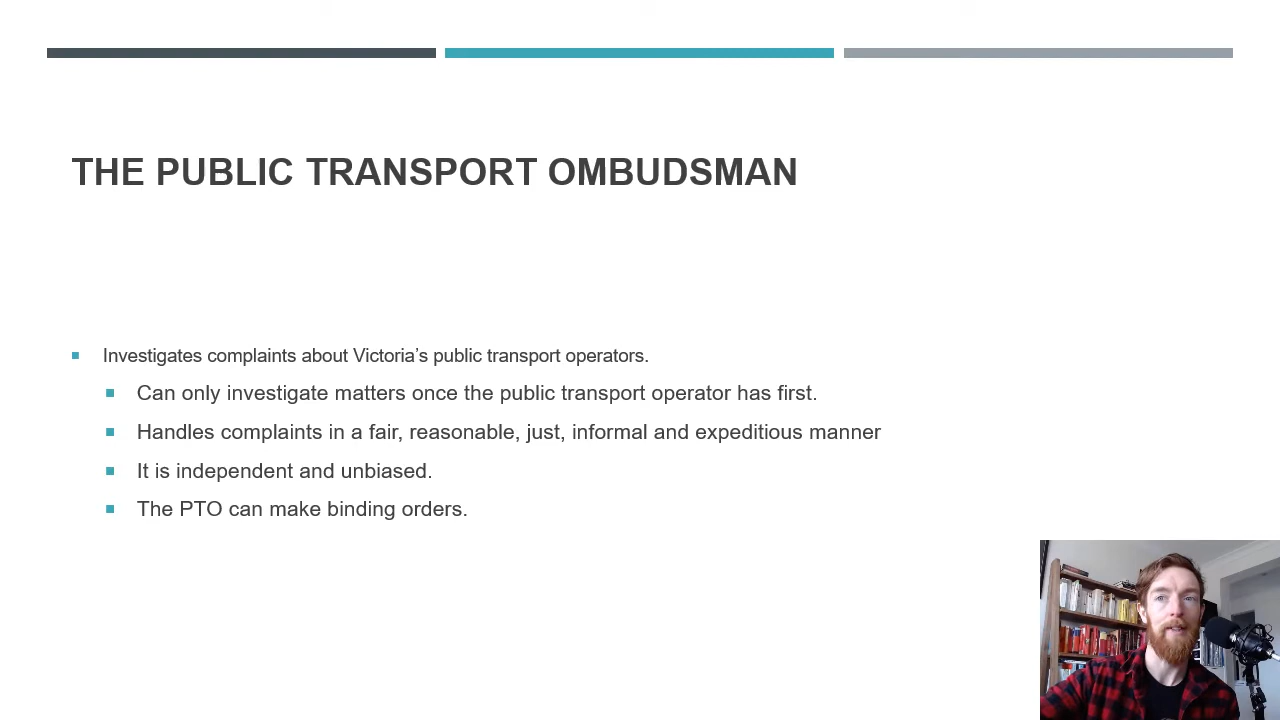 THE PUBLIC TRANSPORT OMBUDSMAN
Investigates complaints about Victoria’s public transport operators.
Can only investigate matters once the public transport operator has first.
Handles complaints in a fair, reasonable, just, informal and expeditious manner
It is independent and unbiased.
The PTO can make binding orders.